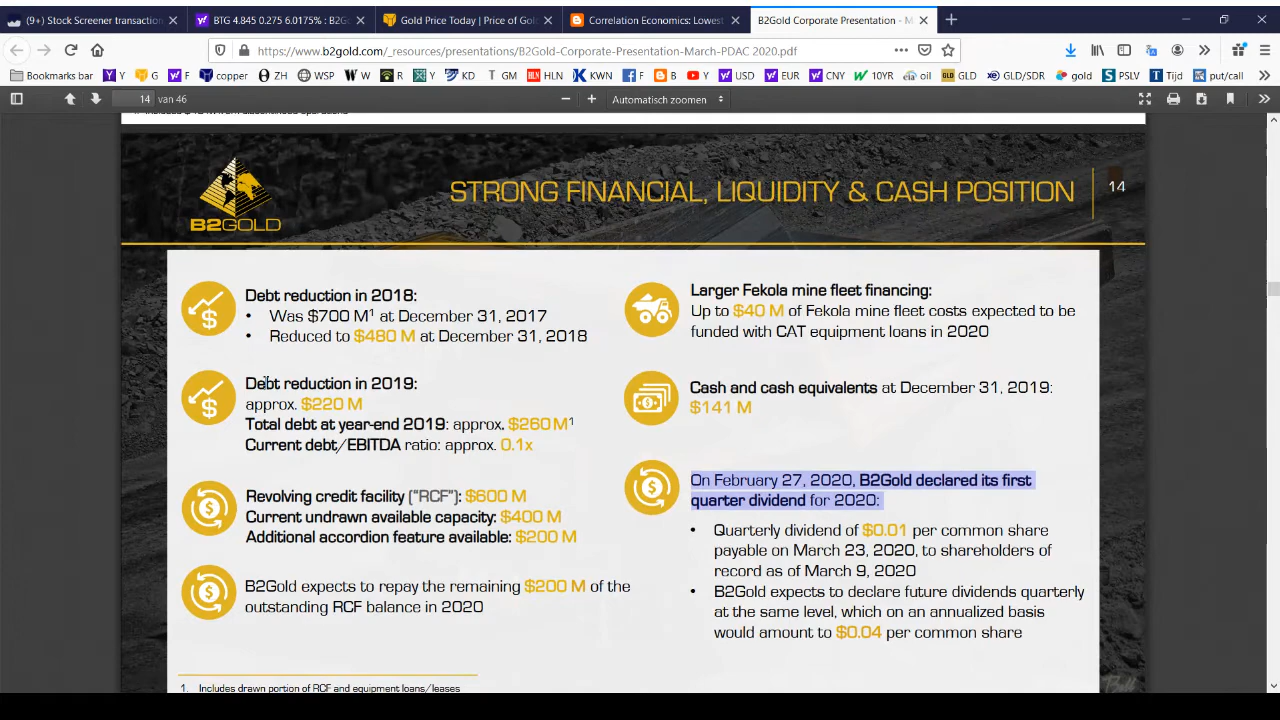 (9+) Stock Screener transaction
BTG 4.845 0.275 6.0175% : B2G
Gold Price Today | Price of Gol
Correlation Economics: Lowest
B2Gold Corporate Presentation - M
https://www.b2gold.com/_resources/presentations/B2Gold-Corporate-Presentation-March-PDAC 2020.pdf
Bookmarks bar Y G F copper ZH WSP W R Y KD GM HLN KWN F B Y USD EUR CNY 10YR oil GLD GLD/SDR gold PSLV Tijd put/call
14 van 46
Automatisch zoomen
B2GOLD
STRONG FINANCIAL, LIQUIDITY & CASH POSITION
14
Debt reduction in 2018:
• Was $700 M¹ at December 31, 2017
• Reduced to $480 M at December 31, 2018
Debt reduction in 2019:
approx. $220 M
Total debt at year-end 2019: approx. $260 M¹
Current debt/EBITDA ratio: approx. 0.1x
Revolving credit facility ("RCF"): $600 M
Current undrawn available capacity: $400 M
Additional accordion feature available: $200 M
B2Gold expects to repay the remaining $200 M of the
outstanding RCF balance in 2020
Larger Fekola mine fleet financing:
Up to $40 M of Fekola mine fleet costs expected to be
funded with CAT equipment loans in 2020
Cash and cash equivalents at December 31, 2019:
$141 M
On February 27, 2020, B2Gold declared its first
quarter dividend for 2020:
• Quarterly dividend of $0.01 per common share
payable on March 23, 2020, to shareholders of
record as of March 9, 2020
• B2Gold expects to declare future dividends quarterly
at the same level, which on an annualized basis
would amount to $0.04 per common share
1. Includes drawn portion of RCF and equipment loans/leases